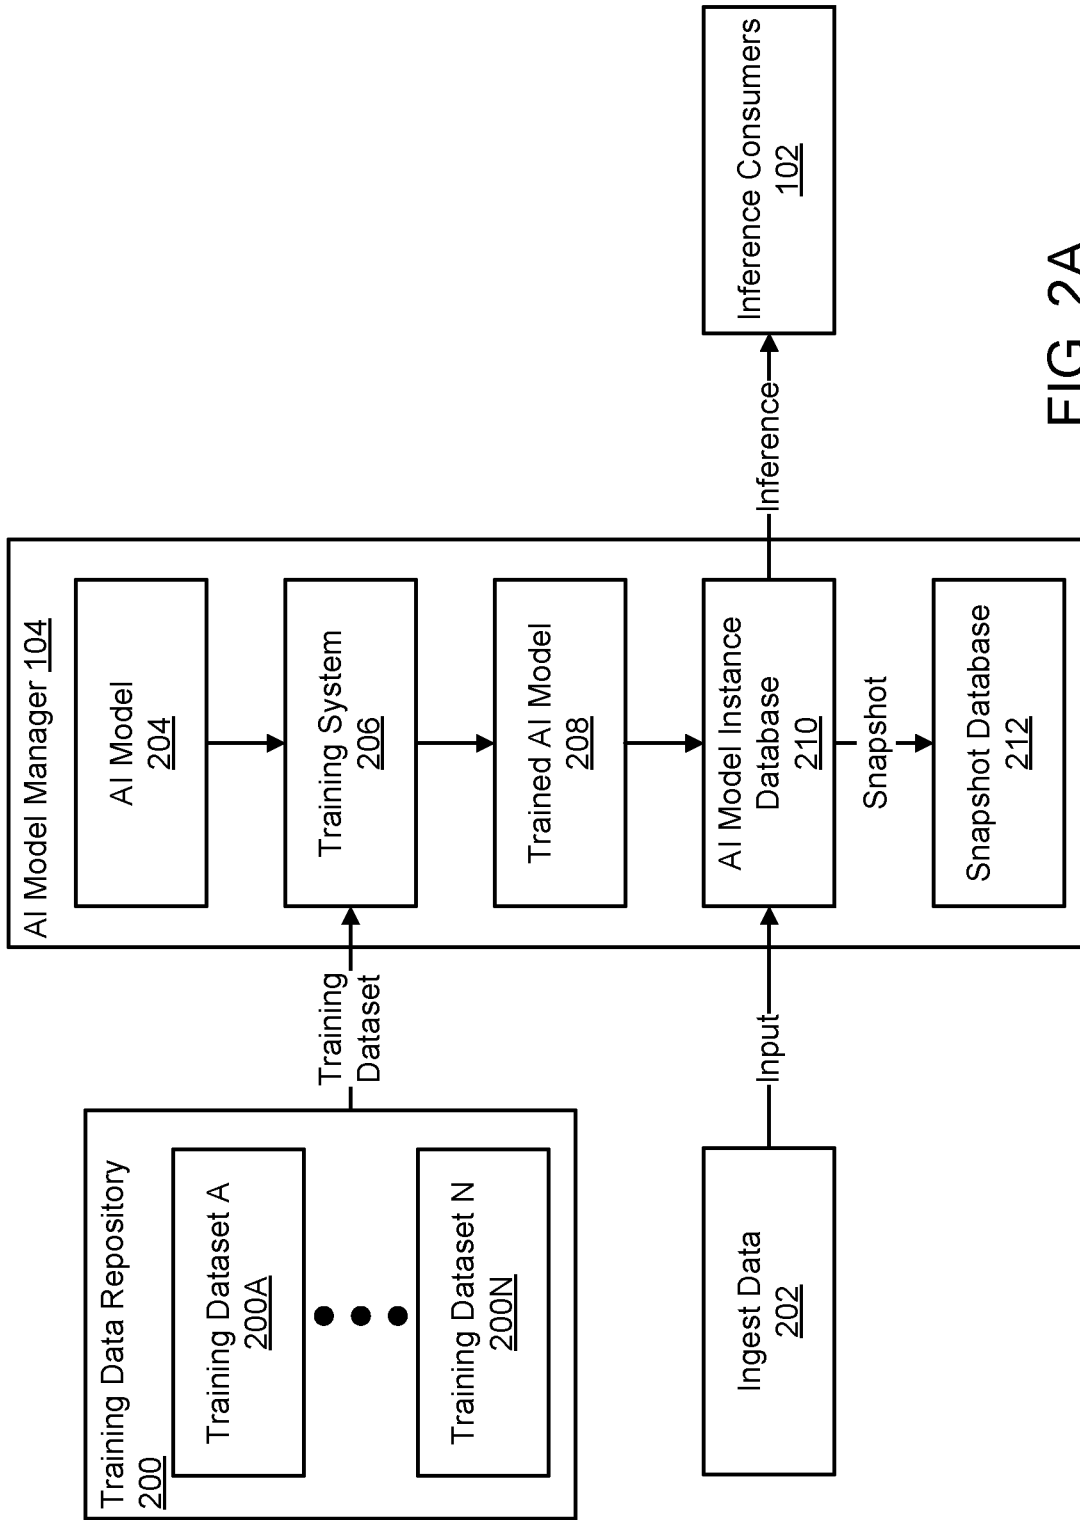 Training Data Repository
200
Training Dataset A
200A
Training Dataset N
200N
Training
Dataset
Ingest Data
202
Input
AI Model Manager 104
AI Model
204
Training System
206
Trained AI Model
208
AI Model Instance
Database
210
Snapshot
Snapshot Database
212
Inference
Inference Consumers
102
FIG. 2A